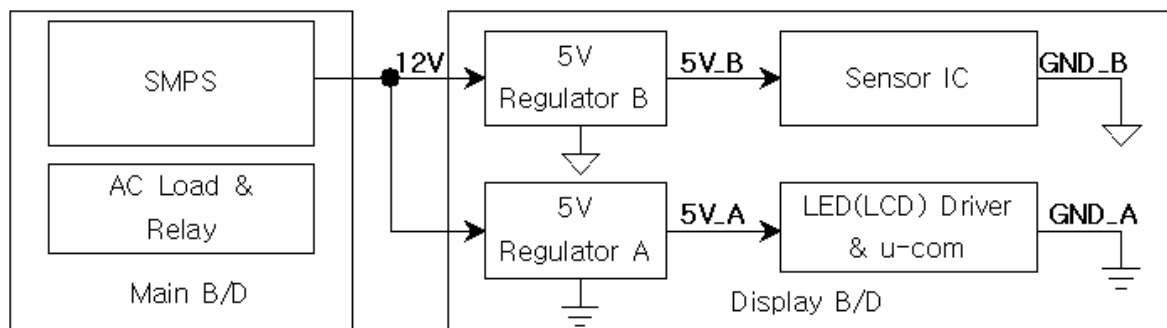 SMPS
AC Load &
Relay
Main B/D
12V
5V
Regulator B
5V_B
Sensor IC
GND_B
5V
Regulator A
5V_A
LED(LCD) Driver
& u-com
GND_A
Display B/D